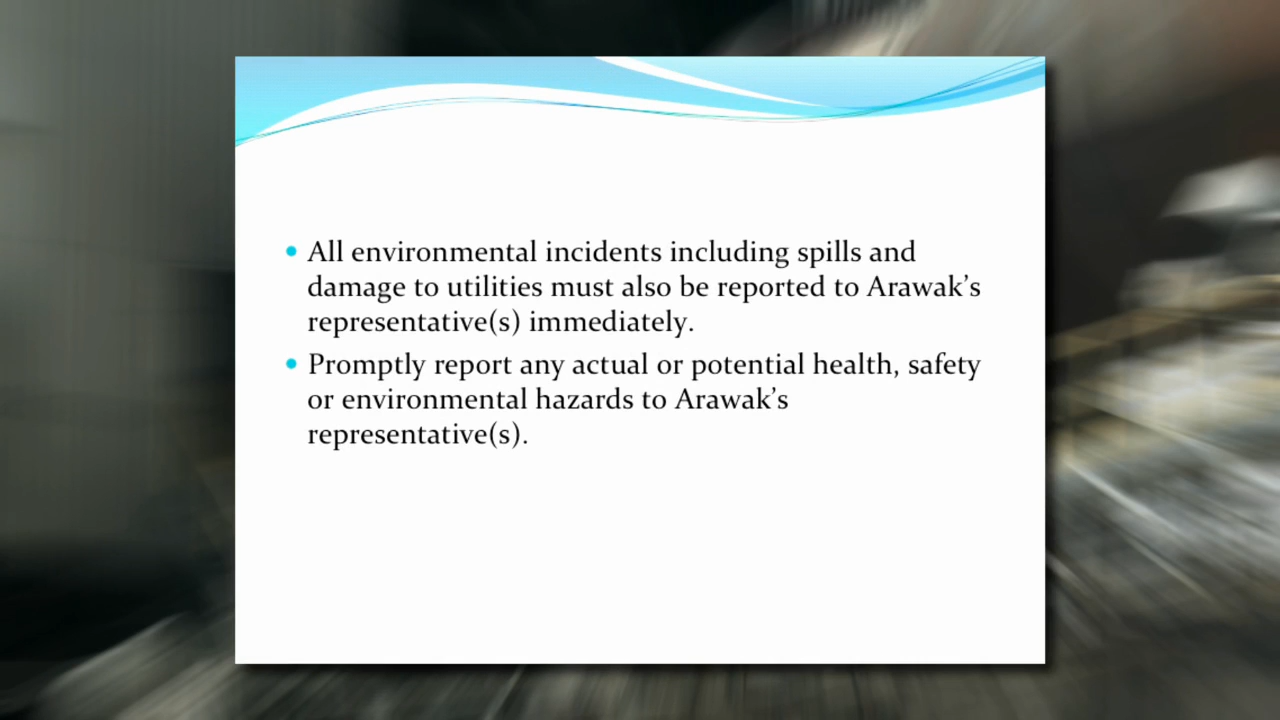 • All environmental incidents including spills and
damage to utilities must also be reported to Arawak’s
representative(s) immediately.
• Promptly report any actual or potential health, safety
or environmental hazards to Arawak’s
representative(s).